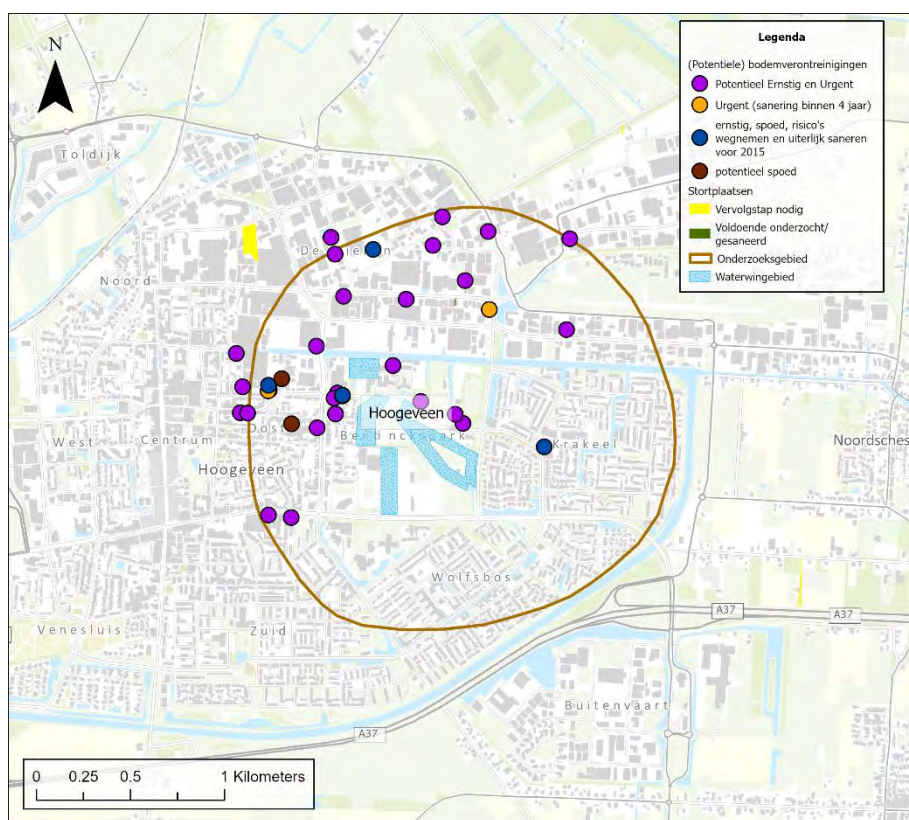 N
Legenda
(Potentiele) bodemverontreinigingen
Potentieel Ernstig en Urgent
Urgent (sanering binnen 4 jaar)
ernstig, spoed, risico's
wegnemen en uiterlijk saneren
voor 2015
potentieel spoed
Stortplaatsen
Vervolgstap nodig
Voldoende onderzocht/
gesaneerd
Onderzoeksgebied
Waterwingebied
Toldijk
Noord
Hoogeveen
West
Centrum
Krakeel
Noordsches
Hoogeveen
Wolfsbos
A37
A37
Venesluis
Zuid
Buitenvaart
A37
0 0.25 0.5 1 Kilometers